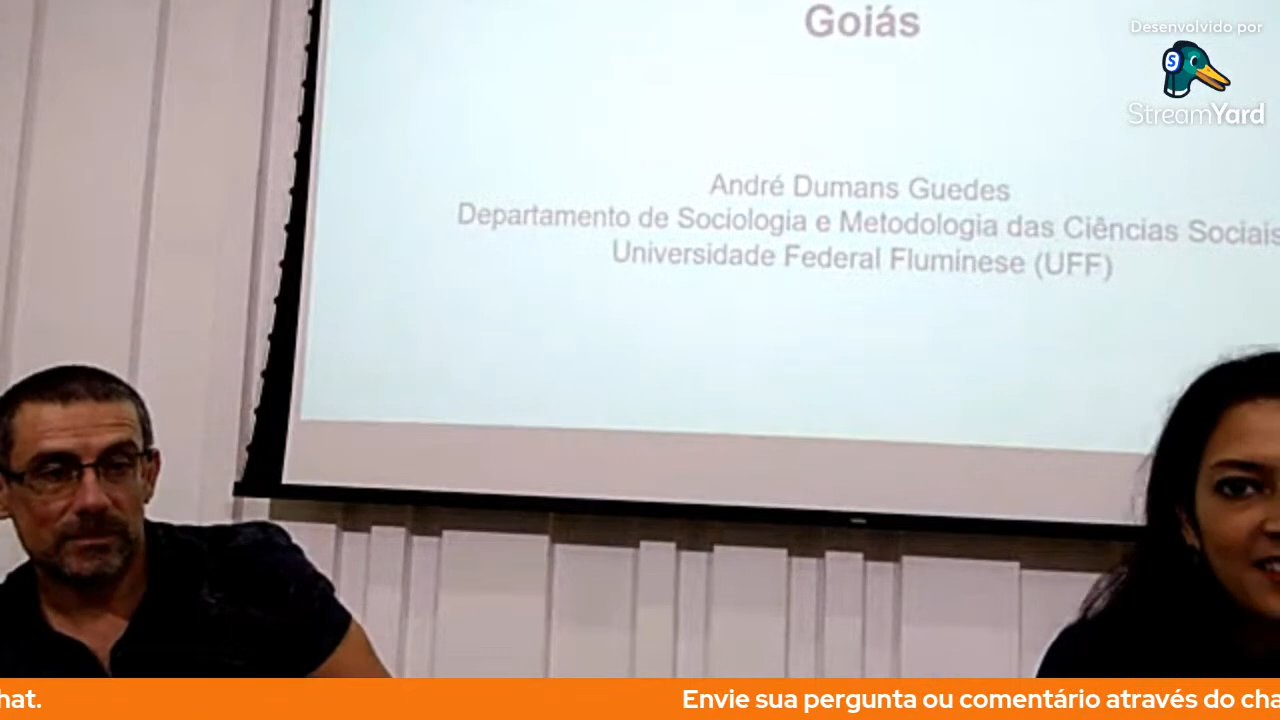 Goiás
Desenvolvido por
S
StreamYard
André Dumans Guedes
Departamento de Sociologia e Metodologia das Ciências Sociais
Universidade Federal Fluminese (UFF)
hat.
Envie sua pergunta ou comentário através do cha